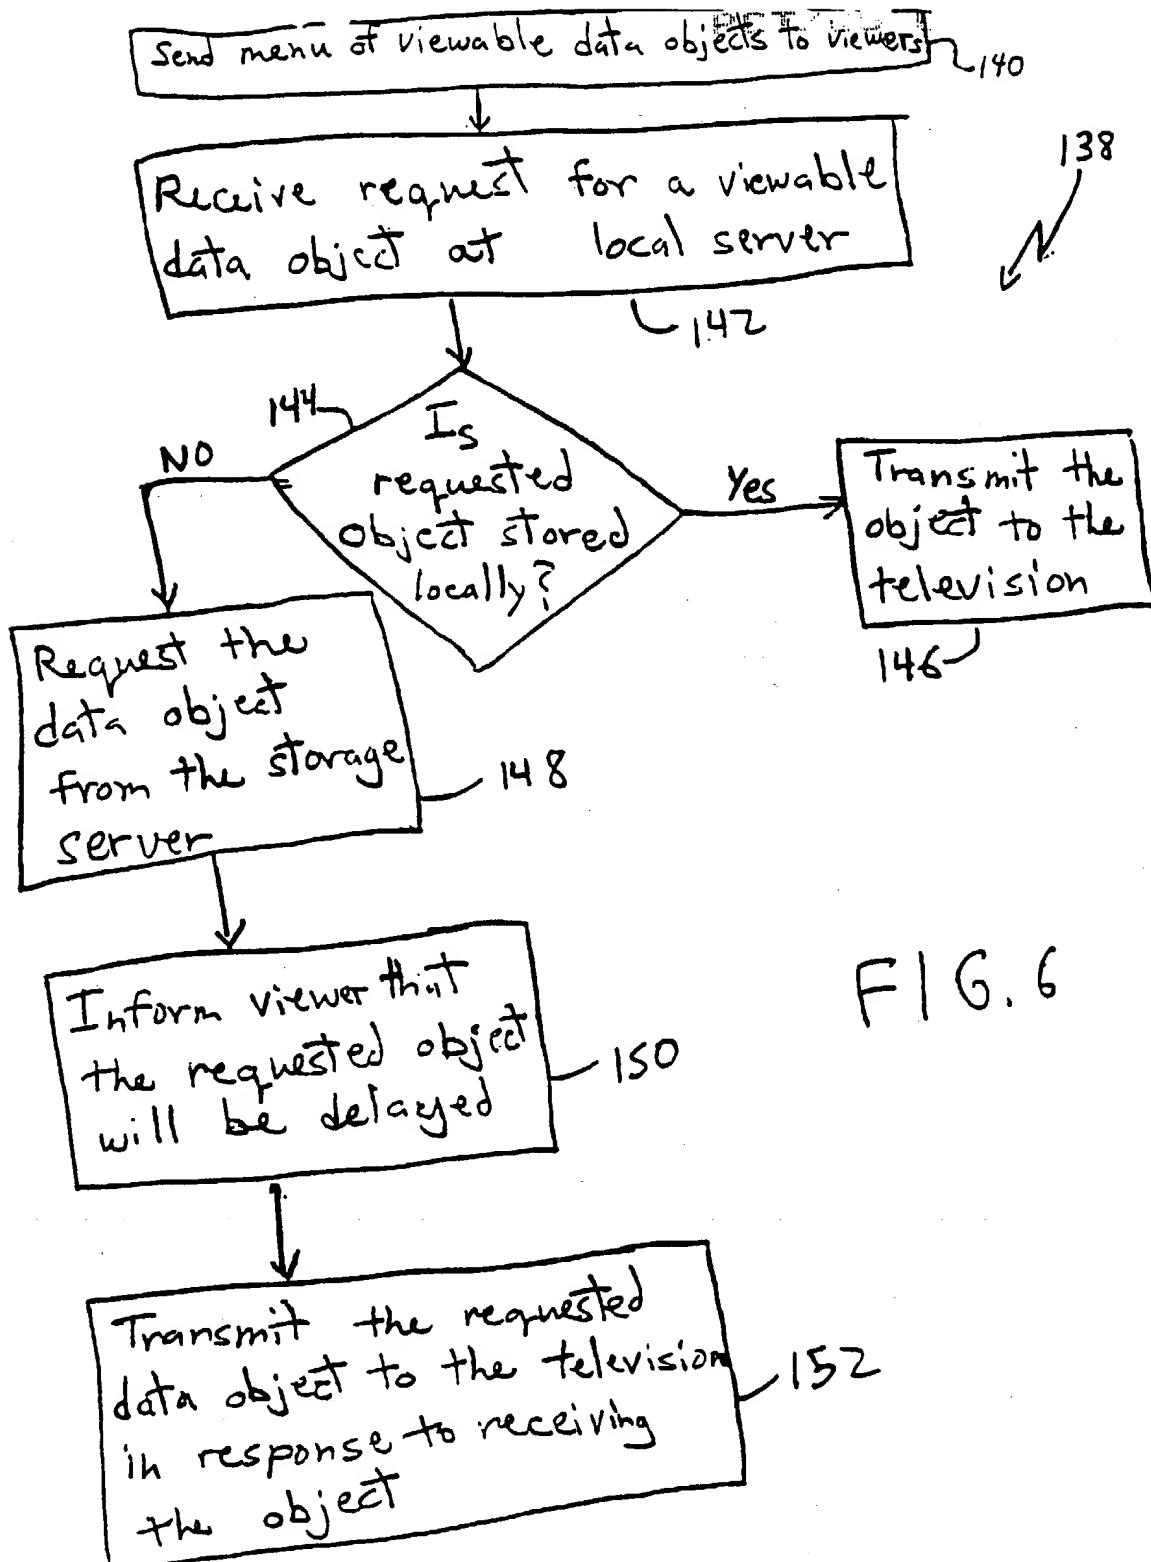 Send menu of viewable data objects to viewers
140
138
Receive request for a viewable
data object at local server
142
144
Is
requested
object stored
locally?
NO
Yes
Transmit the
object to the
television
146
Request the
data object
from the storage
server
148
Inform viewer that
the requested object
will be delayed
150
FIG. 6
Transmit the requested
data object to the television
in response to receiving
the object
152